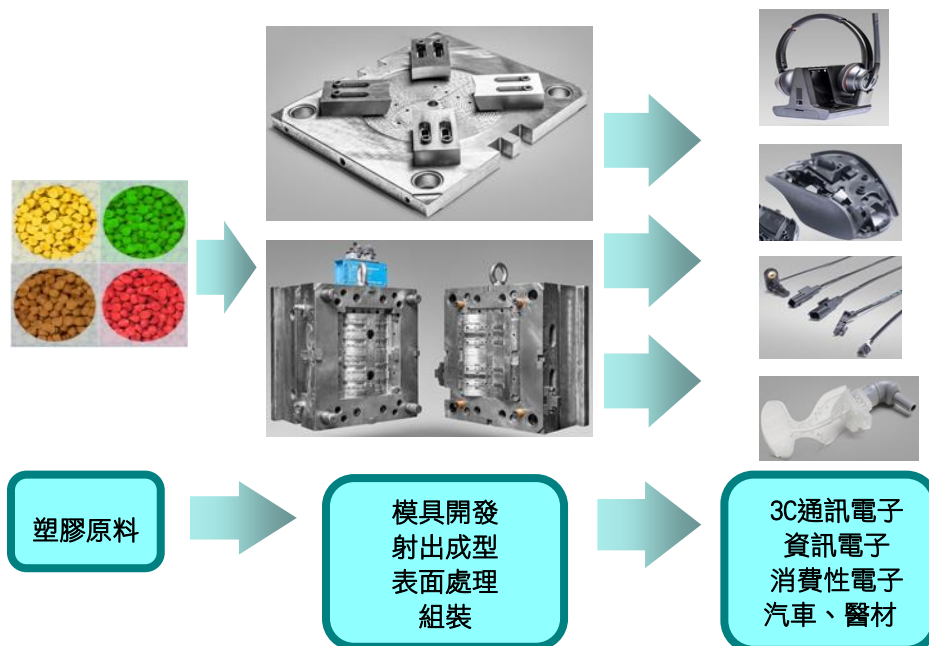 塑膠原料
模具開發
射出成型
表面處理
組裝
3C通訊電子
資訊電子
消費性電子
汽車、醫材